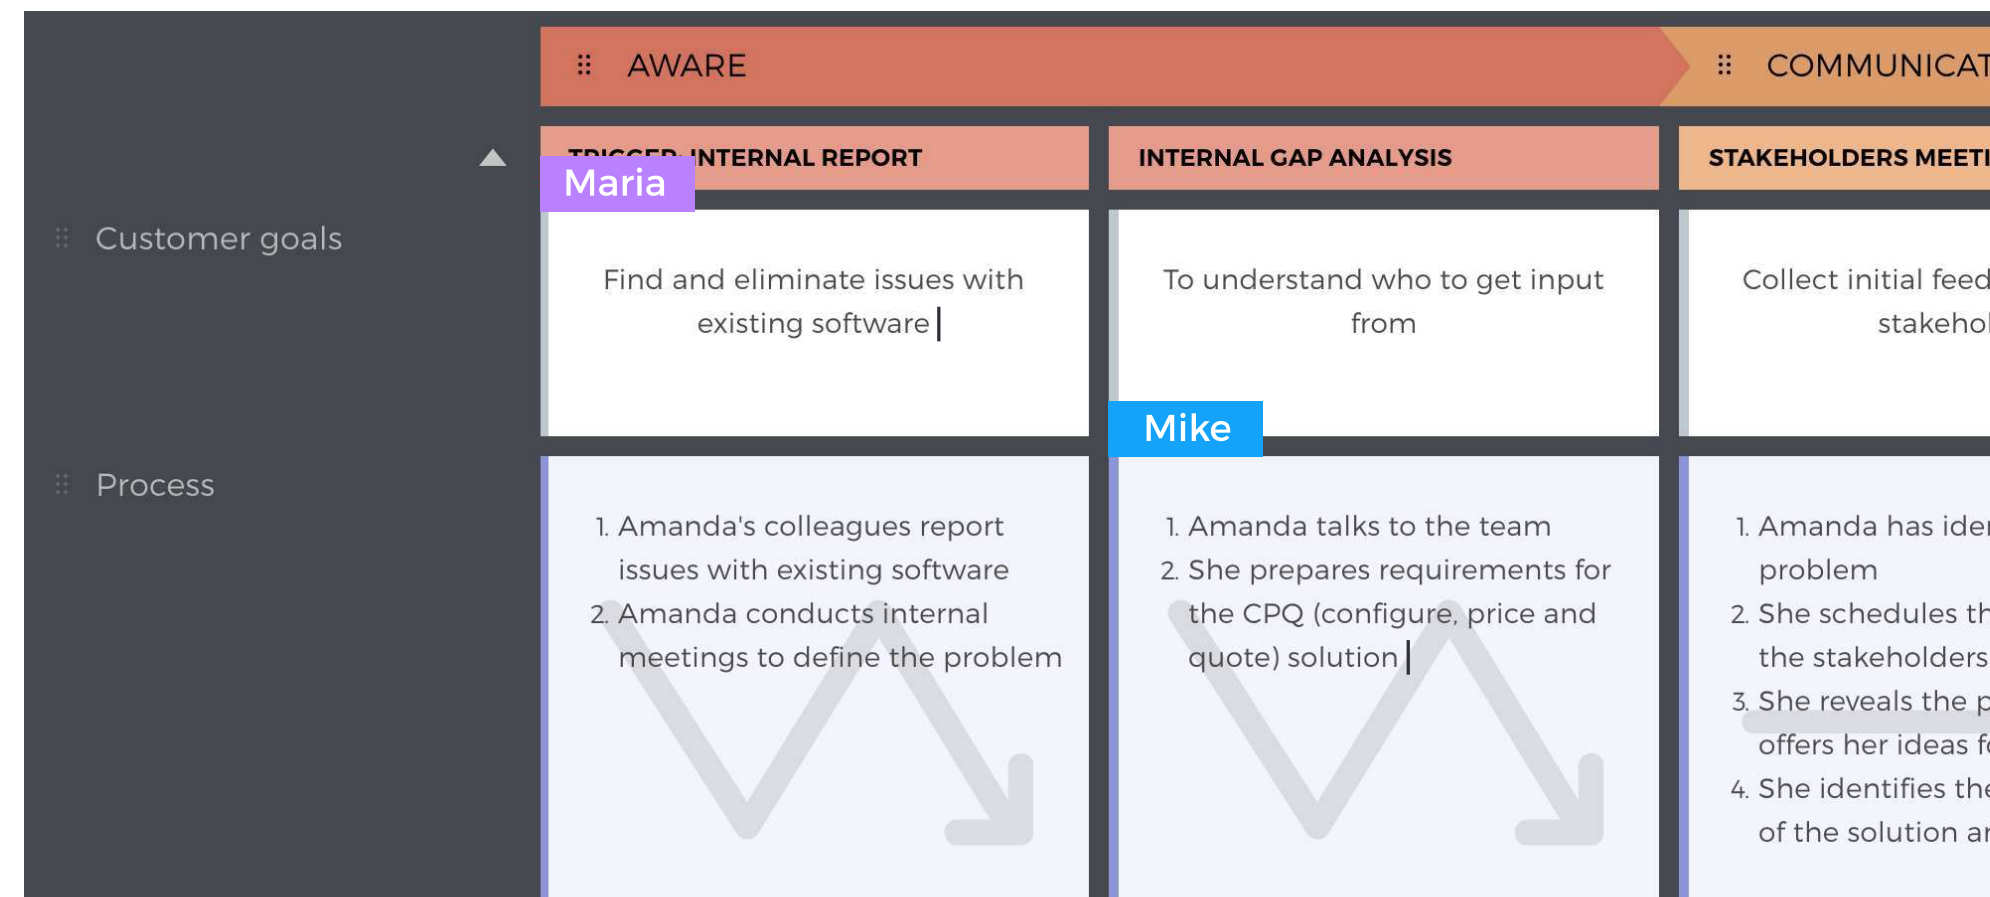 AWARE
COMMUNICAT
INTERNAL REPORT
INTERNAL GAP ANALYSIS
STAKEHOLDERS MEETI
Maria
Customer goals
Find and eliminate issues with
existing software
To understand who to get input
from
Collect initial feed
stakehol
Mike
Process
1. Amanda's colleagues report
issues with existing software
2. Amanda conducts internal
meetings to define the problem
1. Amanda talks to the team
2. She prepares requirements for
the CPQ (configure, price and
quote) solution
1. Amanda has iden
problem
2. She schedules th
the stakeholders
3. She reveals the p
offers her ideas fo
4. She identifies the
of the solution an